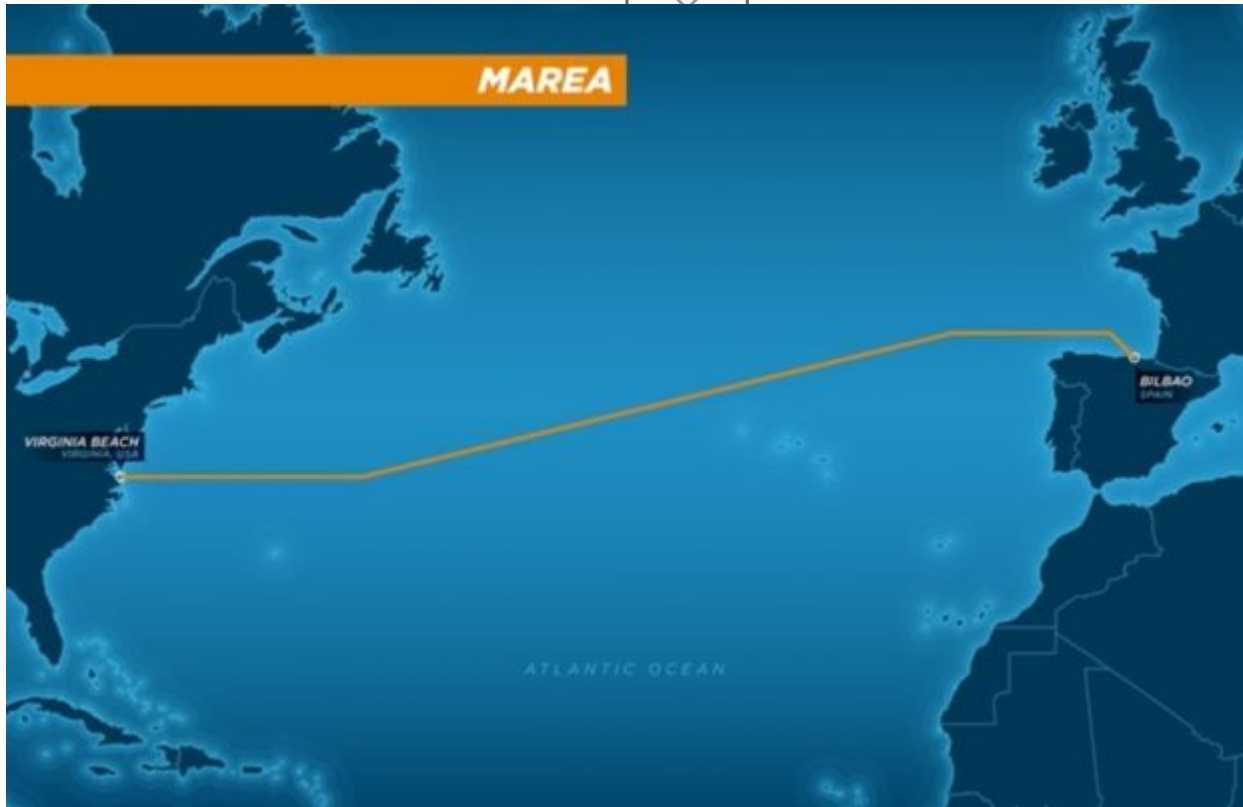 MAREA
VIRGINIA BEACH
VIRGINIA, USA
BILBAO
SPAIN
ATLANTIC OCEAN